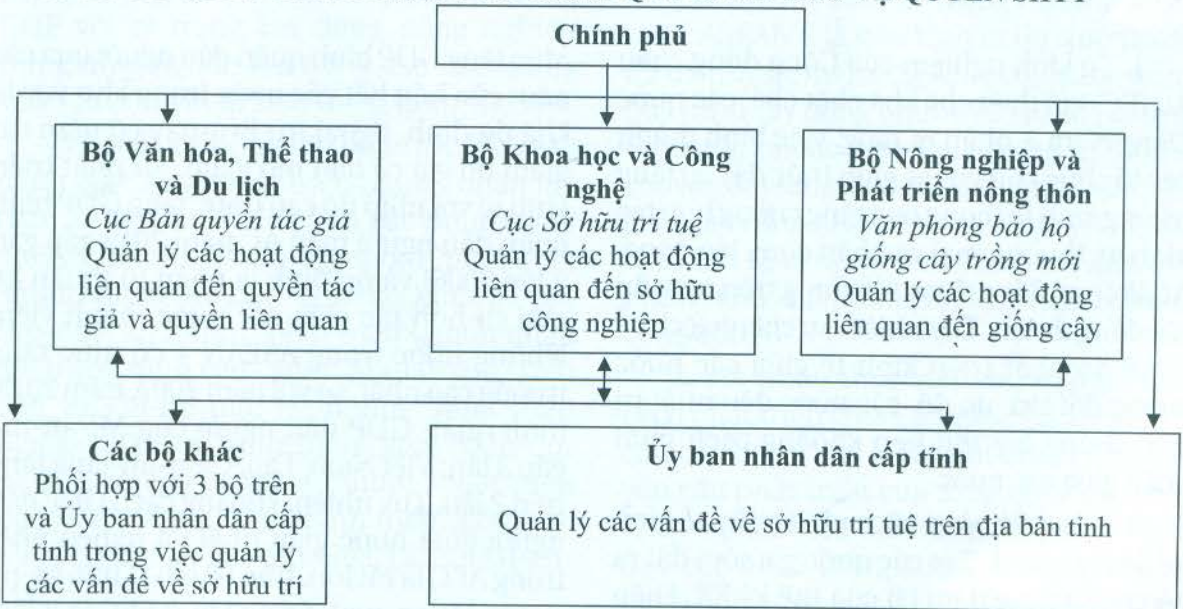 Chính phủ
Bộ Văn hóa, Thể thao
và Du lịch
Cục Bản quyền tác giả
Quản lý các hoạt động
liên quan đến quyền tác
giả và quyền liên quan
Bộ Khoa học và Công
nghệ
Cục Sở hữu trí tuệ
Quản lý các hoạt động
liên quan đến sở hữu
công nghiệp
Bộ Nông nghiệp và
Phát triển nông thôn
Văn phòng bảo hộ
giống cây trồng mới
Quản lý các hoạt động
liên quan đến giống cây
Các bộ khác
Phối hợp với 3 bộ trên
và Ủy ban nhân dân cấp
tỉnh trong việc quản lý
các vấn đề về sở hữu trí
Ủy ban nhân dân cấp tỉnh
Quản lý các vấn đề về sở hữu trí tuệ trên địa bàn tỉnh